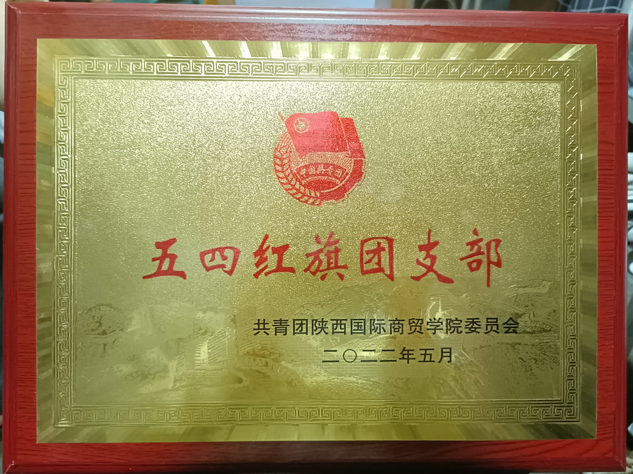 中国共青团
五四红旗团支部
共青团陕西国际商贸学院委员会
二〇二二年五月